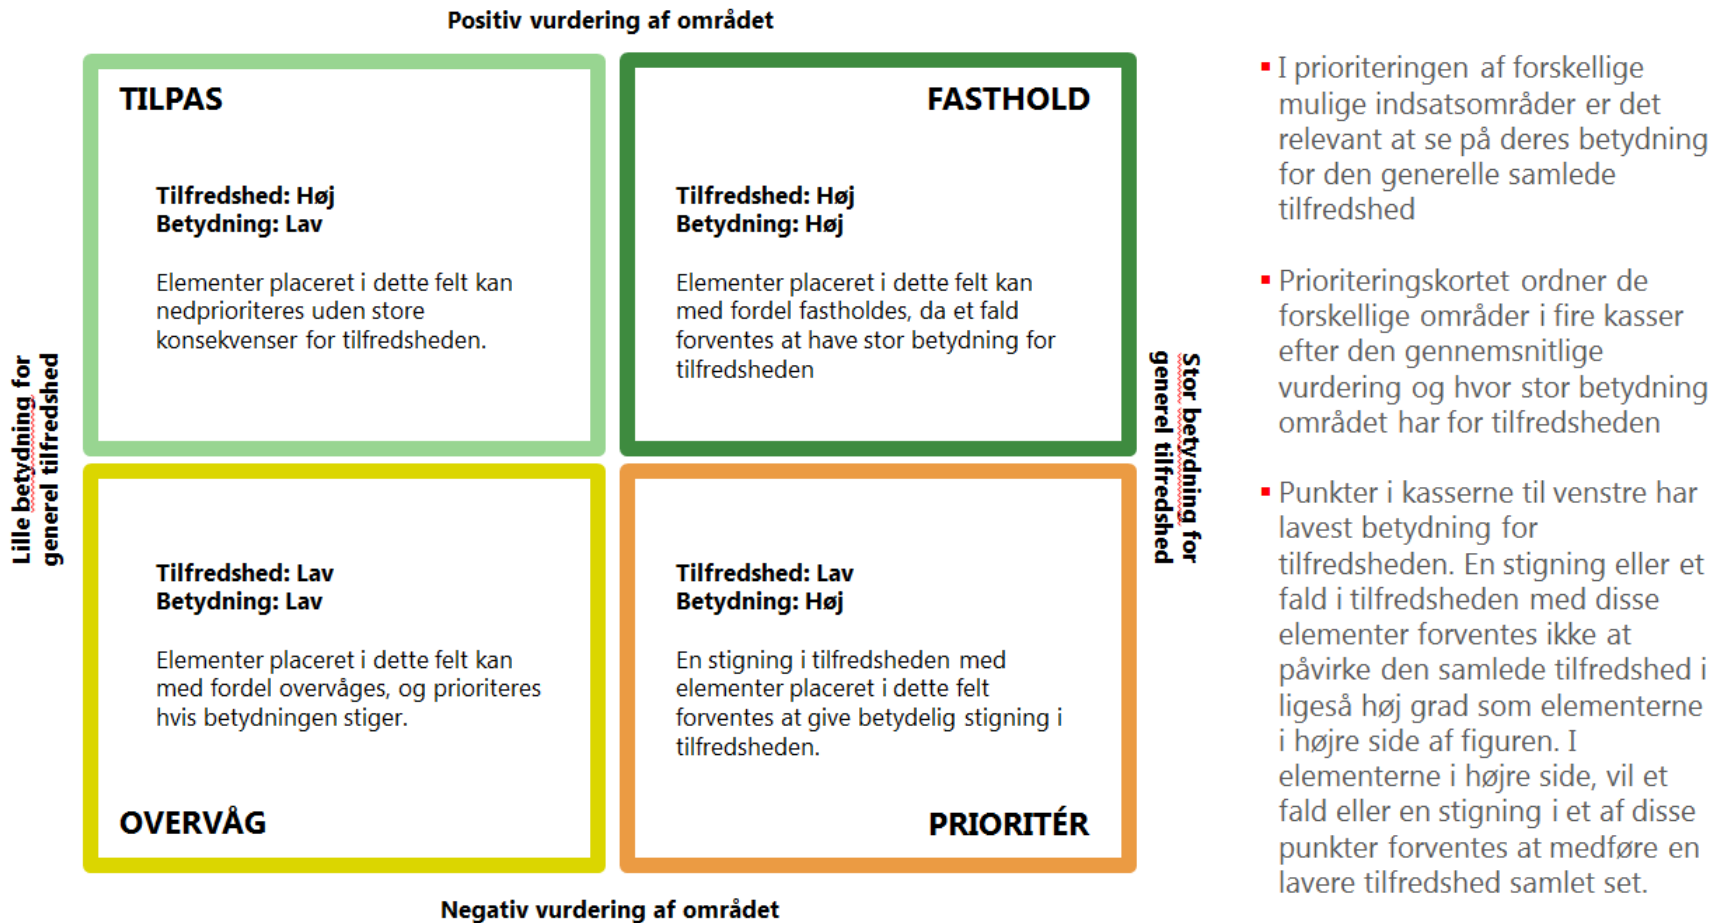 Positiv vurdering af området
TILPAS
Tilfredshed: Høj
Betydning: Lav
Elementer placeret i dette felt kan
nedprioriteres uden store
konsekvenser for tilfredsheden.
FASTHOLD
Tilfredshed: Høj
Betydning: Høj
Elementer placeret i dette felt kan
med fordel fastholdes, da et fald
forventes at have stor betydning for
tilfredsheden
Lille betydning for
generel tilfredshed
Stor betydning for
generel tilfredshed
Tilfredshed: Lav
Betydning: Lav
Elementer placeret i dette felt kan
med fordel overvåges, og prioriteres
hvis betydningen stiger.
OVERVÅG
Tilfredshed: Lav
Betydning: Høj
En stigning i tilfredsheden med
elementer placeret i dette felt
forventes at give betydelig stigning i
tilfredsheden.
PRIORITÉR
Negativ vurdering af området
▪ I prioriteringen af forskellige
mulige indsatsområder er det
relevant at se på deres betydning
for den generelle samlede
tilfredshed
▪ Prioriteringskortet ordner de
forskellige områder i fire kasser
efter den gennemsnitlige
vurdering og hvor stor betydning
området har for tilfredsheden
▪ Punkter i kasserne til venstre har
lavest betydning for
tilfredsheden. En stigning eller et
fald i tilfredsheden med disse
elementer forventes ikke at
påvirke den samlede tilfredshed i
ligeså høj grad som elementerne
i højre side af figuren. I
elementerne i højre side, vil et
fald eller en stigning i et af disse
punkter forventes at medføre en
lavere tilfredshed samlet set.